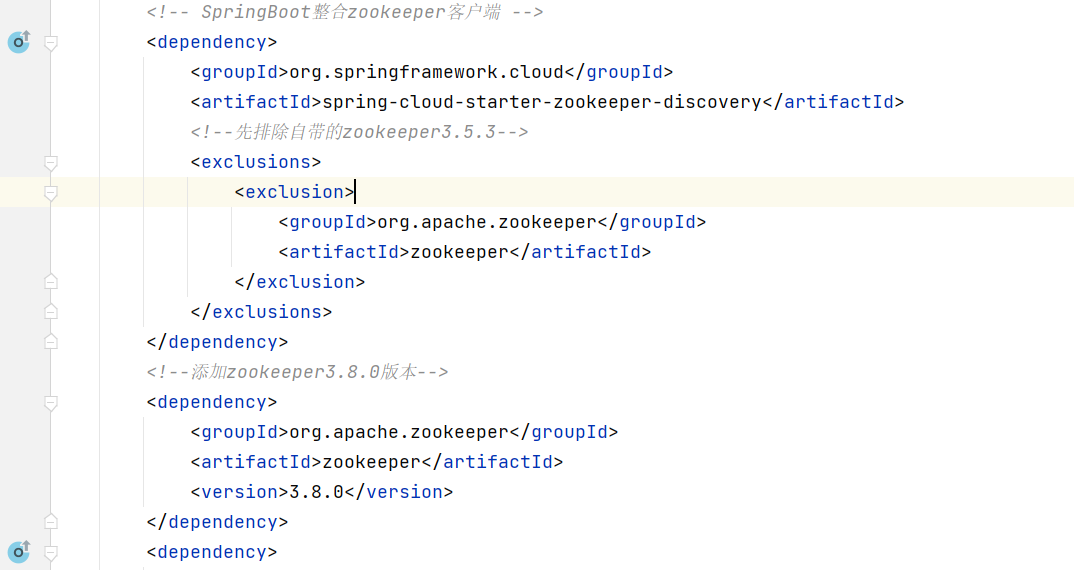 <!-- SpringBoot整合zookeeper客户端 -->
<dependency>
<groupId>org.springframework.cloud</groupId>
<artifactId>spring-cloud-starter-zookeeper-discovery</artifactId>
<!--先排除自带的zookeeper3.5.3-->
<exclusions>
<exclusion>
<groupId>org.apache.zookeeper</groupId>
<artifactId>zookeeper</artifactId>
</exclusion>
</exclusions>
</dependency>
<!--添加zookeeper3.8.0版本-->
<dependency>
<groupId>org.apache.zookeeper</groupId>
<artifactId>zookeeper</artifactId>
<version>3.8.0</version>
</dependency>
<dependency>